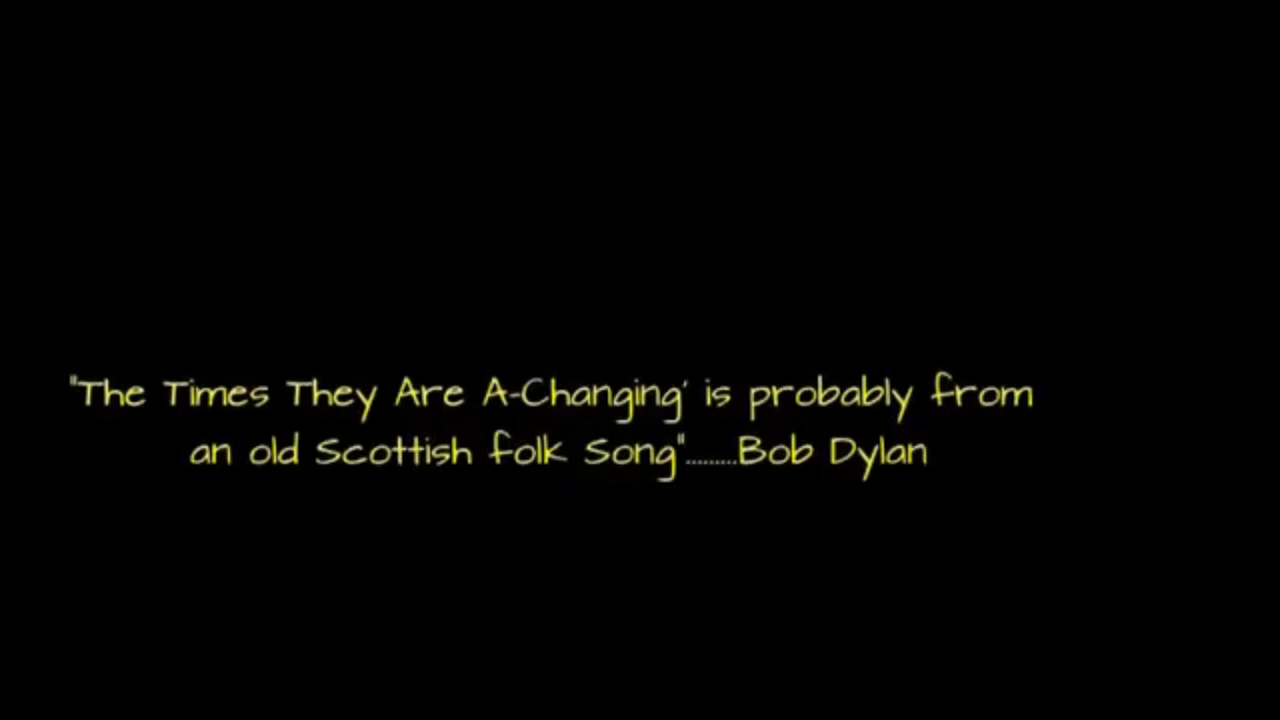 "The Times They Are A-Changing' is probably from
an old Scottish folk Song".........Bob Dylan